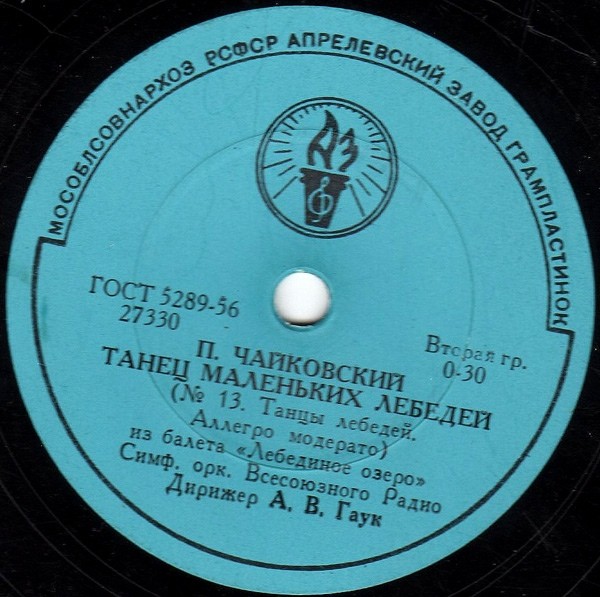 МОСОБЛСОВНАРХОЗ РСФСР АПРЕЛЕВСКИЙ ЗАВОД ГРАМПЛАСТИНОК
АЗ
ГОСТ 5289-56
27330
Вторая гр.
0-30
П. ЧАЙКОВСКИЙ
ТАНЕЦ МАЛЕНЬКИХ ЛЕБЕДЕЙ
(№ 13. Танцы лебедей.
Аллегро модерато)
из балета «Лебединое озеро»
Симф. орк. Всесоюзного Радио
Дирижер А. В. Гаук